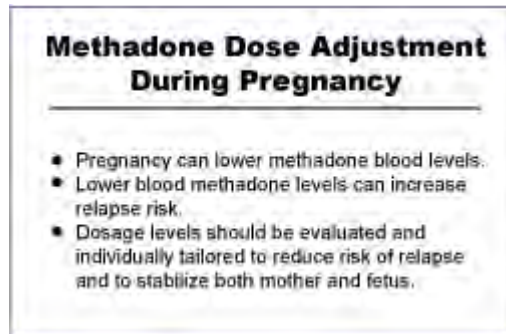 Methadone Dose Adjustment
During Pregnancy
• Pregnancy can lower methadone blood levels.
• Lower blood methadone levels can increase
relapse risk.
• Dosage levels should be evaluated and
individually tailored to reduce risk of relapse
and to stabilize both mother and fetus.